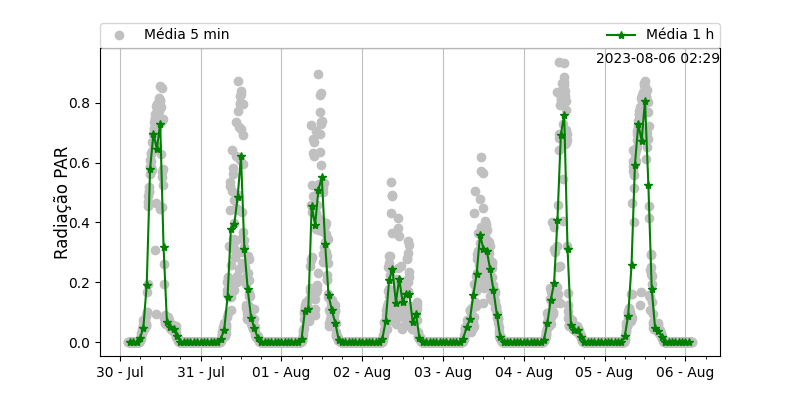 Média 5 min
Média 1 h
2023-08-06 02:29
Radiação PAR
0.8
0.6
0.4
0.2
0.0
30 - Jul
31 - Jul
01 - Aug
02 - Aug
03 - Aug
04 - Aug
05 - Aug
06 - Aug